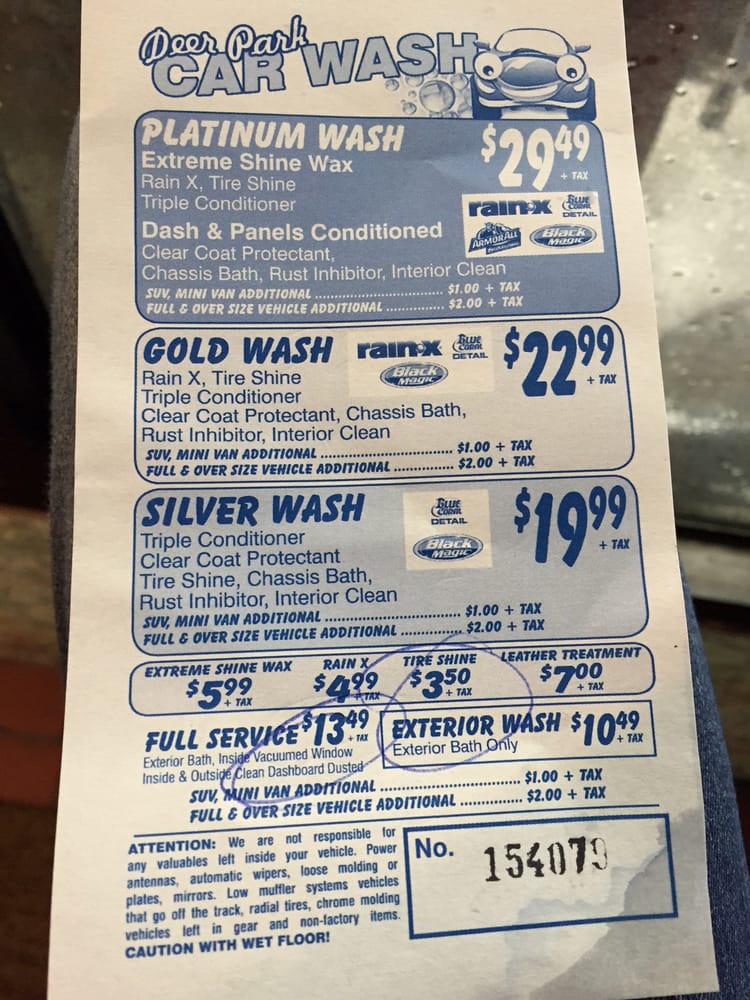 Deer Park
CAR WASH
PLATINUM WASH $29.49
Extreme Shine Wax + TAX
Rain X, Tire Shine
Triple Conditioner
rain-x BLUE CORAL DETAIL
Dash & Panels Conditioned
ARMOR ALL Black Magic
Clear Coat Protectant,
Chassis Bath, Rust Inhibitor, Interior Clean
SUV, MINI VAN ADDITIONAL .............................. $1.00 + TAX
FULL & OVER SIZE VEHICLE ADDITIONAL .............. $2.00 + TAX
GOLD WASH rain-x BLUE CORAL DETAIL $22.99
Black Magic
Rain X, Tire Shine + TAX
Triple Conditioner
Clear Coat Protectant, Chassis Bath,
Rust Inhibitor, Interior Clean
SUV, MINI VAN ADDITIONAL .............................. $1.00 + TAX
FULL & OVER SIZE VEHICLE ADDITIONAL .............. $2.00 + TAX
SILVER WASH BLUE CORAL DETAIL $19.99
Triple Conditioner Black Magic + TAX
Clear Coat Protectant
Tire Shine, Chassis Bath,
Rust Inhibitor, Interior Clean
SUV, MINI VAN ADDITIONAL .............................. $1.00 + TAX
FULL & OVER SIZE VEHICLE ADDITIONAL .............. $2.00 + TAX
EXTREME SHINE WAX RAIN X TIRE SHINE LEATHER TREATMENT
$5.99 + TAX $4.99 + TAX $3.50 + TAX $7.00 + TAX
FULL SERVICE $13.49 + TAX
Exterior Bath, Inside Vacuumed Window
Inside & Outside, Clean Dashboard Dusted
EXTERIOR WASH $10.49 + TAX
Exterior Bath Only
SUV, MINI VAN ADDITIONAL .............................. $1.00 + TAX
FULL & OVER SIZE VEHICLE ADDITIONAL .............. $2.00 + TAX
ATTENTION: We are not responsible for
any valuables left inside your vehicle. Power
antennas, automatic wipers, loose molding or
plates, mirrors. Low muffler systems vehicles
that go off the track, radial tires, chrome molding
vehicles left in gear and non-factory items.
CAUTION WITH WET FLOOR!
No. 154079